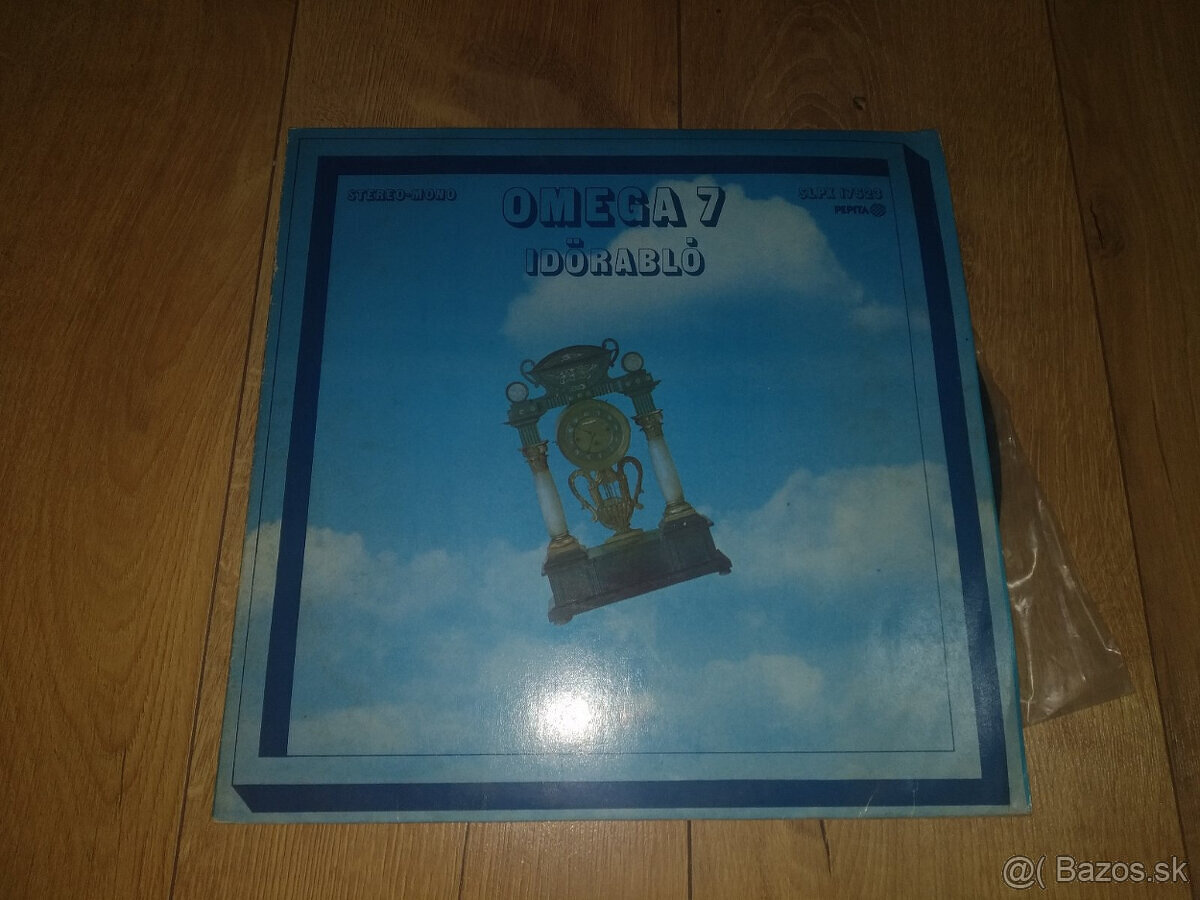 STEREO-MONO
OMEGA 7
SLPX 17523
PEPITA
IDŐRABLÓ
@( Bazos.sk